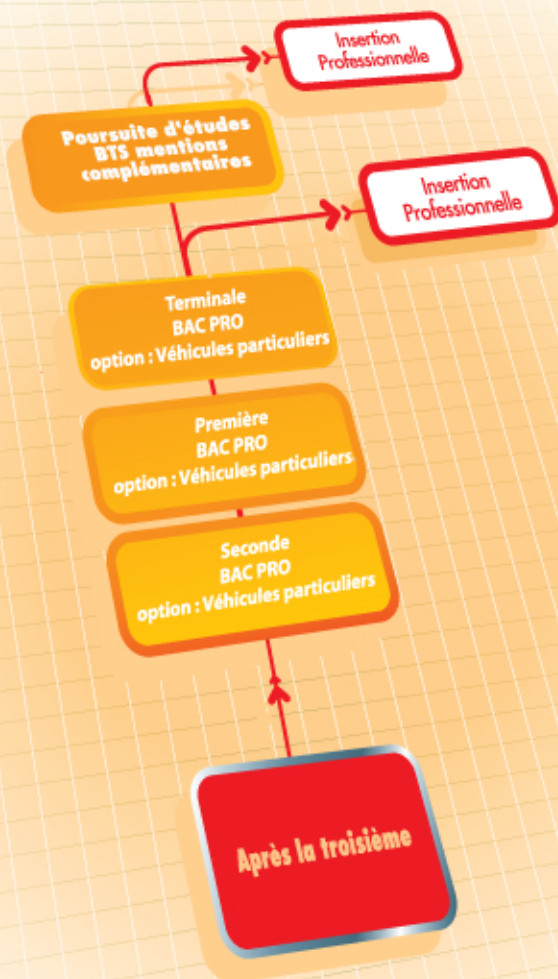 Insertion
Professionnelle
Poursuite d'études
BTS mentions
complémentaires
Insertion
Professionnelle
Terminale
BAC PRO
option : Véhicules particuliers
Première
BAC PRO
option : Véhicules particuliers
Seconde
BAC PRO
option : Véhicules particuliers
Après la troisième